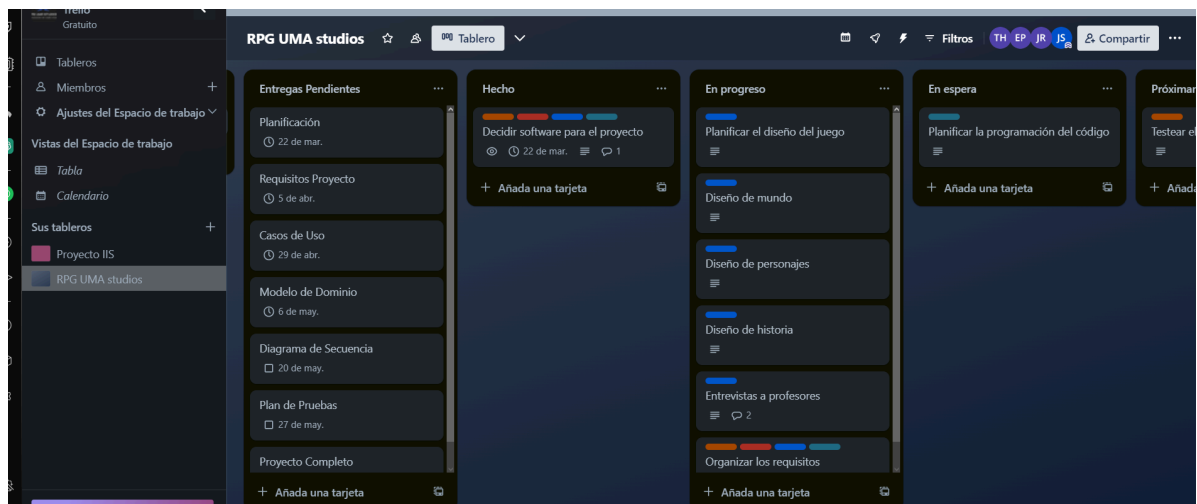 Trello
Gratuito
Tableros
Miembros
Ajustes del Espacio de trabajo
Vistas del Espacio de trabajo
Tabla
Calendario
Sus tableros
Proyecto IIS
RPG UMA studios
RPG UMA studios
Tablero
Filtros
TH EP JR JS
Compartir
Entregas Pendientes
Planificación
22 de mar.
Requisitos Proyecto
5 de abr.
Casos de Uso
29 de abr.
Modelo de Dominio
6 de may.
Diagrama de Secuencia
20 de may.
Plan de Pruebas
27 de may.
Proyecto Completo
+ Añada una tarjeta
Hecho
Decidir software para el proyecto
22 de mar. 1
+ Añada una tarjeta
En progreso
Planificar el diseño del juego
Diseño de mundo
Diseño de personajes
Diseño de historia
Entrevistas a profesores
2
Organizar los requisitos
+ Añada una tarjeta
En espera
Planificar la programación del código
+ Añada una tarjeta
Próximar
Testear el
+ Añada